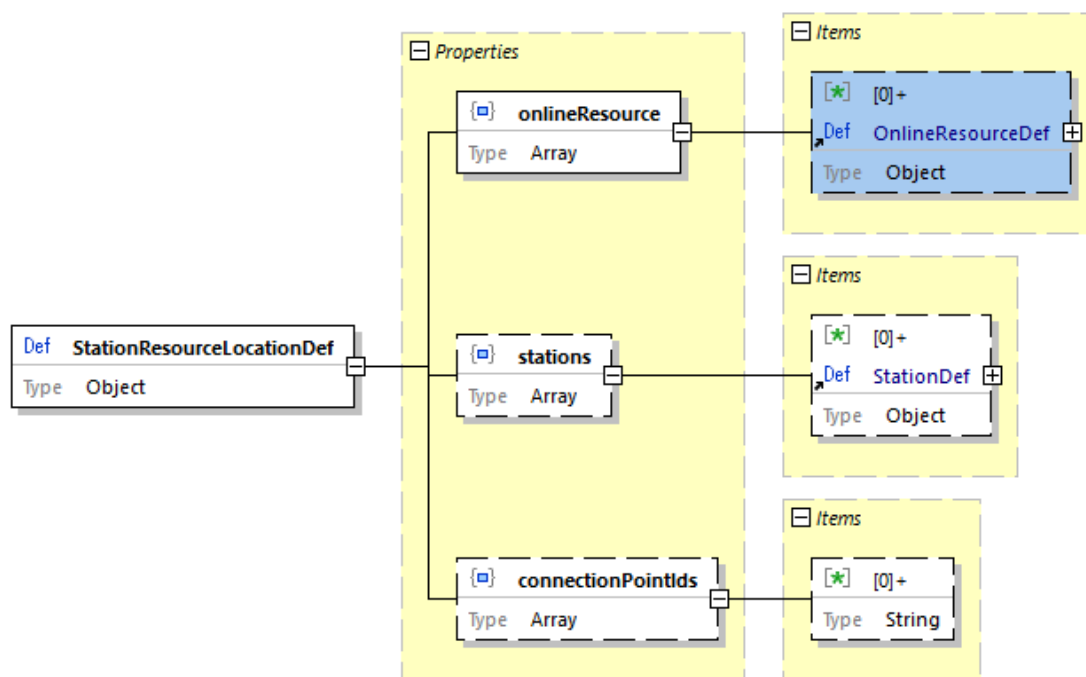 Properties
onlineResource
Type Array
Items
[0]+
Def OnlineResourceDef
Type Object
Def StationResourceLocationDef
Type Object
stations
Type Array
Items
[0]+
Def StationDef
Type Object
connectionPointIds
Type Array
Items
[0]+
Type String